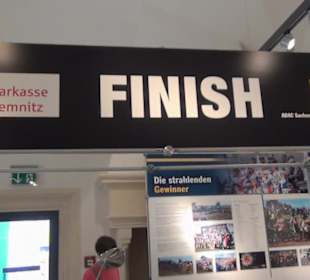 arkasse
emnitz
FINISH
ADAC Sachsen
Die strahlenden
Gewinner